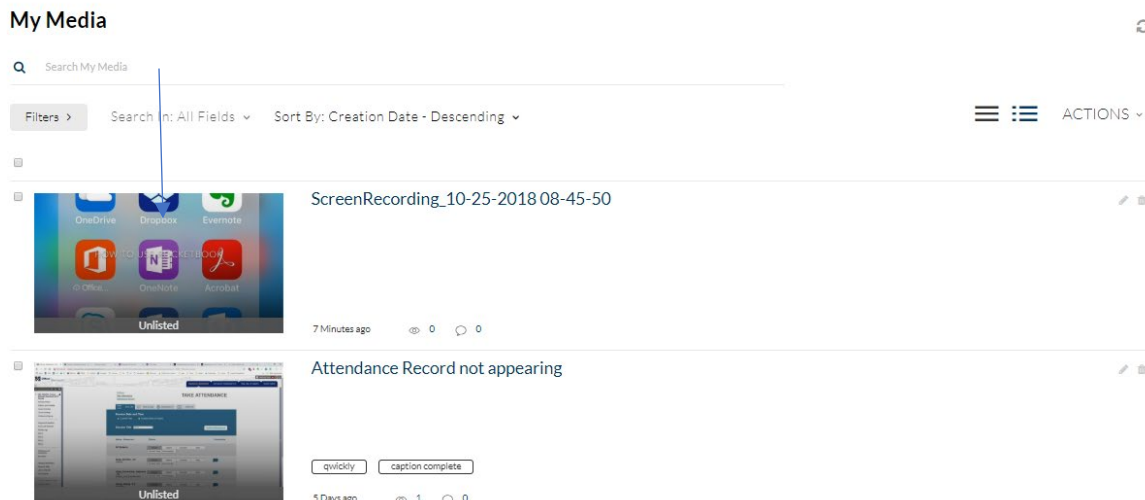 My Media
Search My Media
Filters >
Search In: All Fields
Sort By: Creation Date - Descending
ACTIONS
ScreenRecording_10-25-2018 08-45-50
OneDrive Dropbox Evernote
OneNote Acrobat
Unlisted
7 Minutes ago 0 0
Attendance Record not appearing
TAKE ATTENDANCE
qwickly caption complete
Unlisted
5 Days ago 1 0